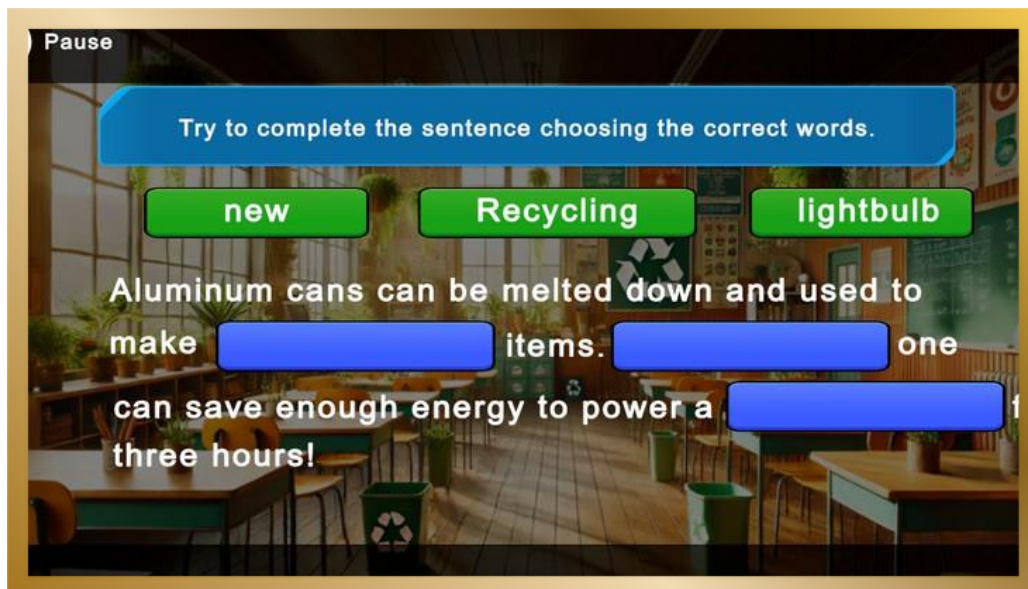 Pause
Try to complete the sentence choosing the correct words.
new Recycling lightbulb
Aluminum cans can be melted down and used to
make items. one
can save enough energy to power a
three hours!